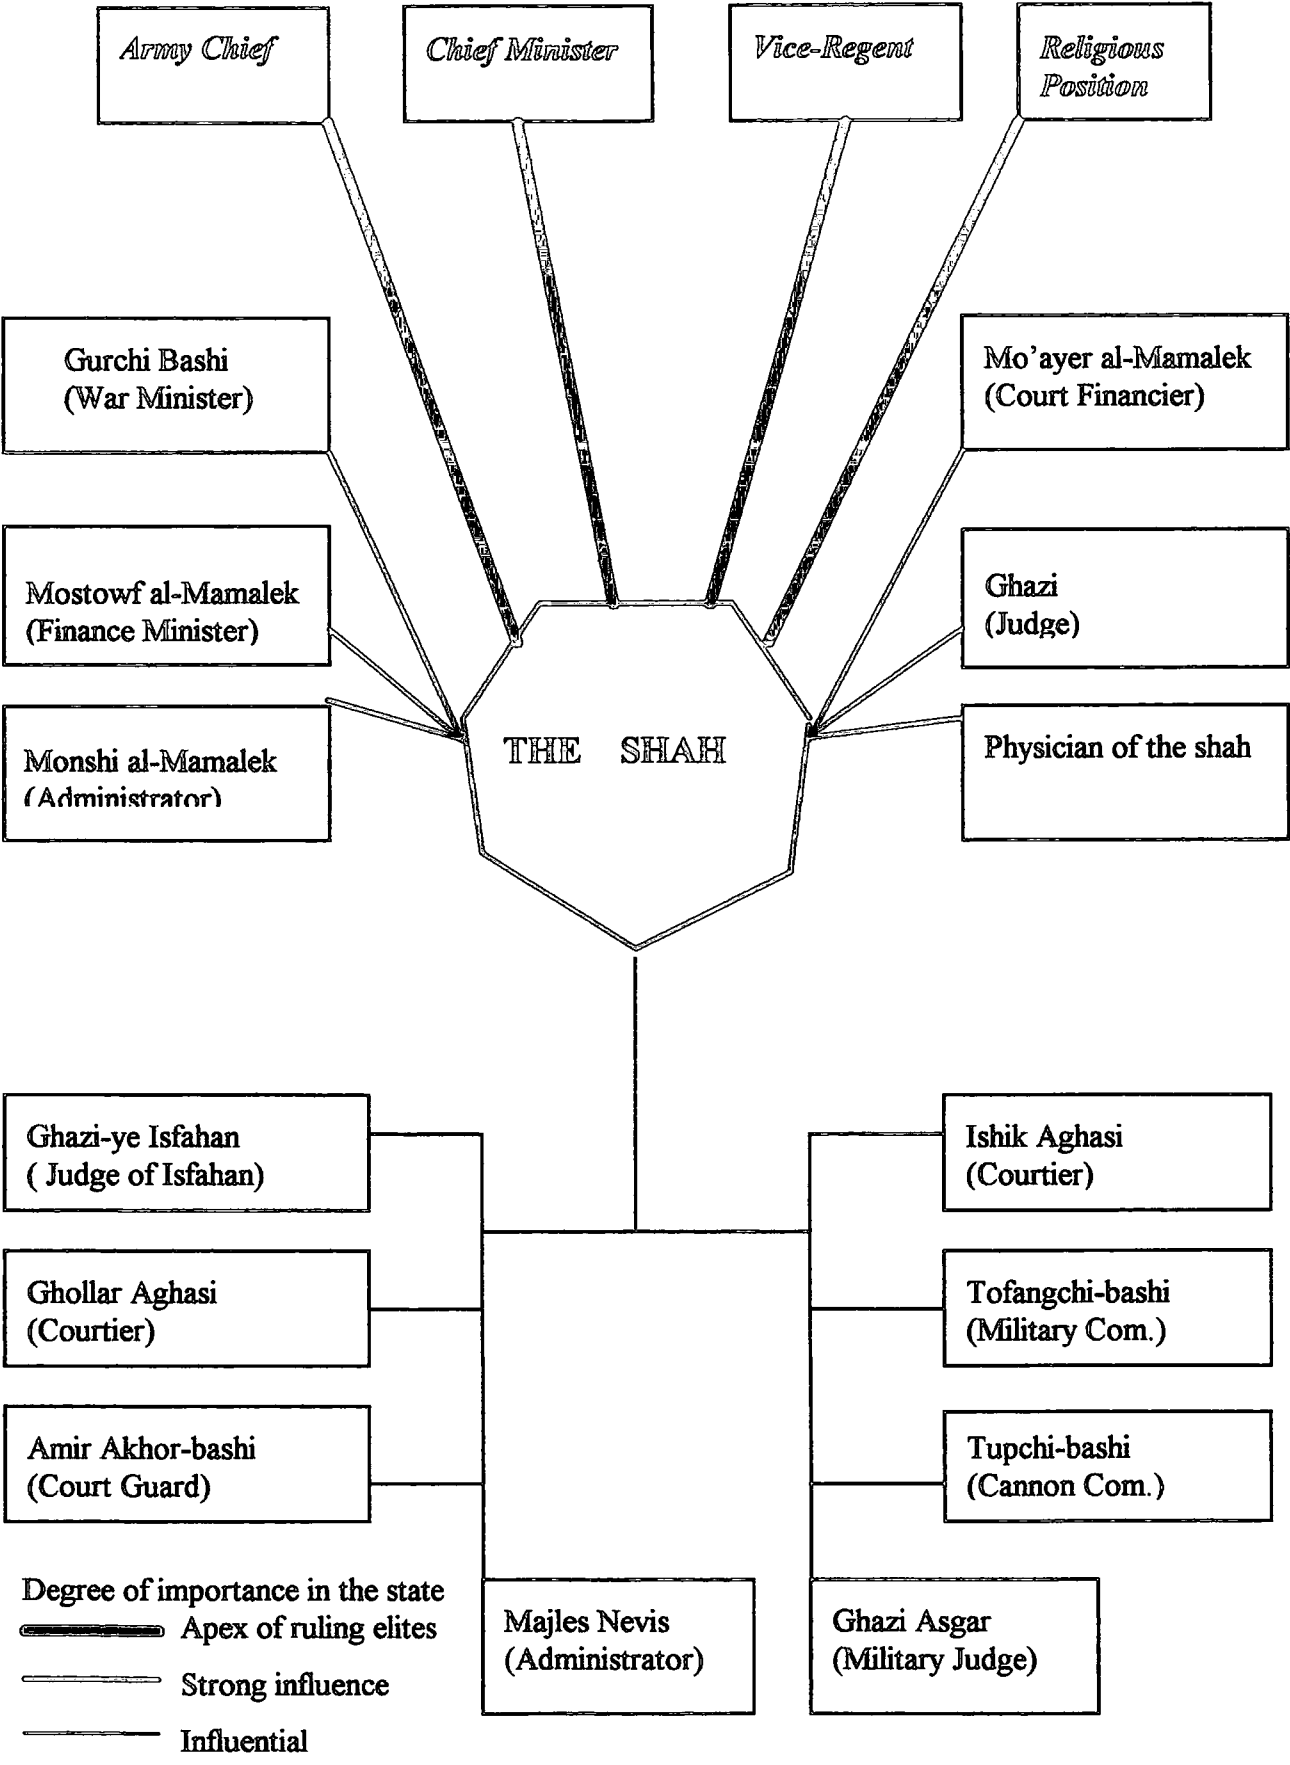 Army Chief
Chief Minister
Vice-Regent
Religious
Position
Gurchi Bashi
(War Minister)
Mo'ayer al-Mamalek
(Court Financier)
Mostowf al-Mamalek
(Finance Minister)
Ghazi
(Judge)
Monshi al-Mamalek
(Administrator)
THE SHAH
Physician of the shah
Ghazi-ye Isfahan
( Judge of Isfahan)
Ishik Aghasi
(Courtier)
Ghollar Aghasi
(Courtier)
Tofangchi-bashi
(Military Com.)
Amir Akhor-bashi
(Court Guard)
Tupchi-bashi
(Cannon Com.)
Degree of importance in the state
Apex of ruling elites
Strong influence
Influential
Majles Nevis
(Administrator)
Ghazi Asgar
(Military Judge)